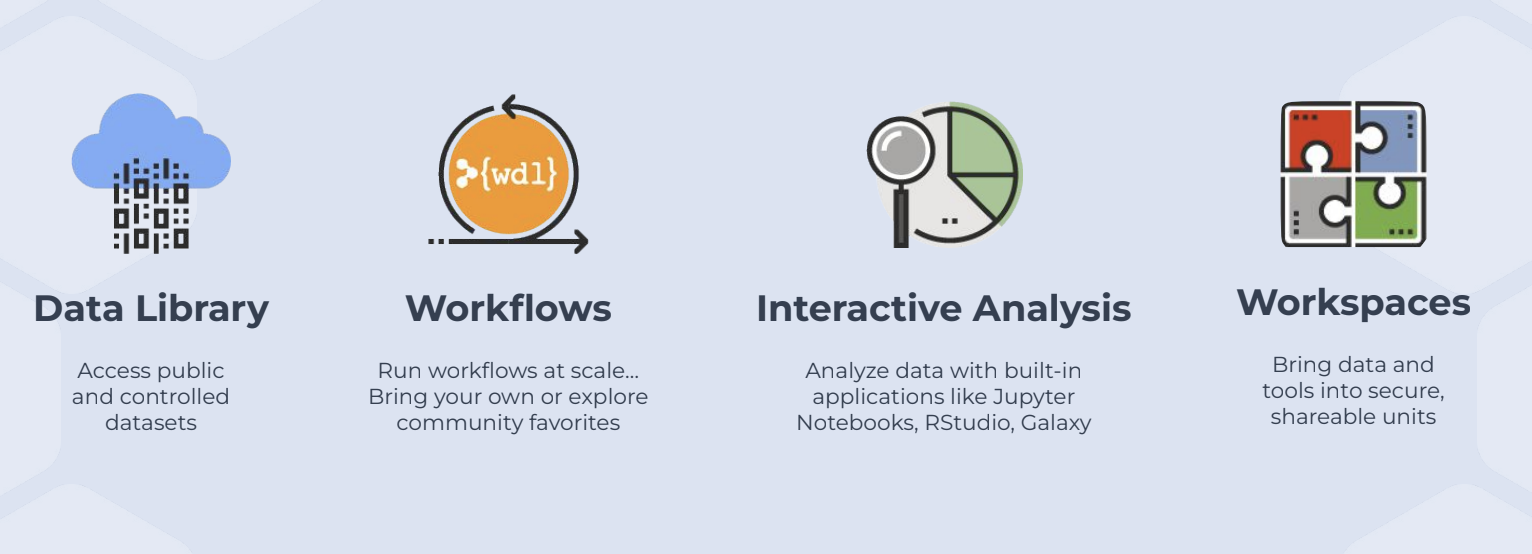 {wdl}
Data Library
Access public
and controlled
datasets
Workflows
Run workflows at scale...
Bring your own or explore
community favorites
Interactive Analysis
Analyze data with built-in
applications like Jupyter
Notebooks, RStudio, Galaxy
Workspaces
Bring data and
tools into secure,
shareable units